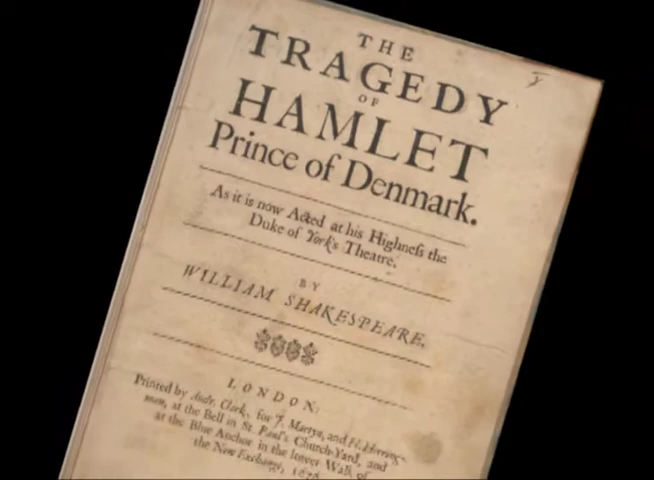 THE
TRAGEDY
OF
HAMLET
Prince of Denmark.
As it is now Acted at his Highneſs the
Duke of York's Theatre.
BY
WILLIAM SHAKESPEARE.
LONDON:
Printed by Andr. Clark, for J. Martyn, and H. Herring-
man, at the Bell in St. Paul's Church-Yard, and
at the Blue Anchor in the lower Walk of
the New Exchange,